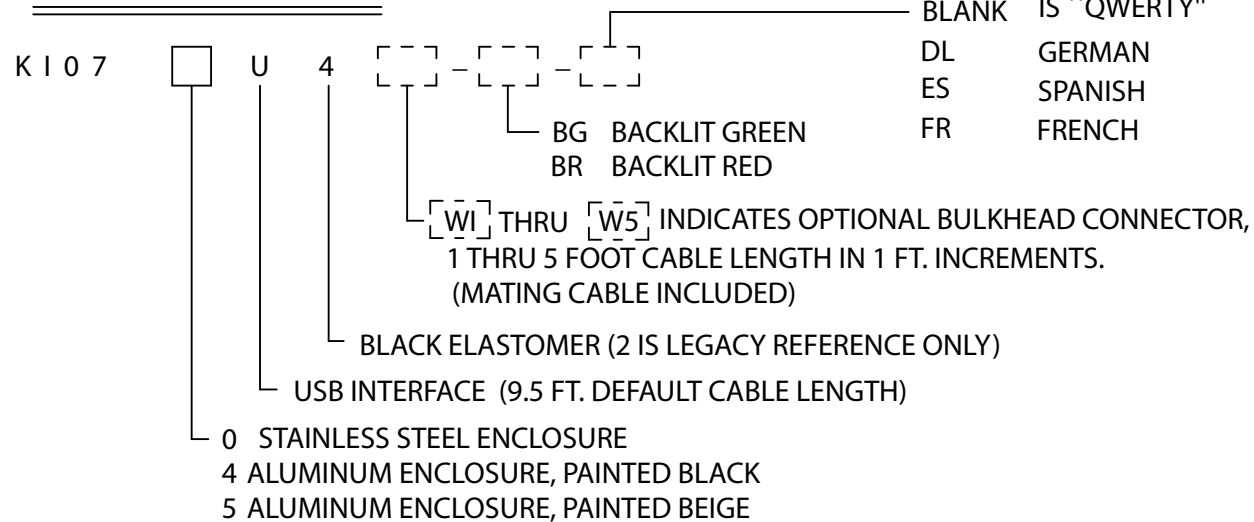 BLANK IS "QWERTY"
KI07 U 4 – –
DL GERMAN
ES SPANISH
FR FRENCH
BG BACKLIT GREEN
BR BACKLIT RED
WI THRU W5 INDICATES OPTIONAL BULKHEAD CONNECTOR,
1 THRU 5 FOOT CABLE LENGTH IN 1 FT. INCREMENTS.
(MATING CABLE INCLUDED)
BLACK ELASTOMER (2 IS LEGACY REFERENCE ONLY)
USB INTERFACE (9.5 FT. DEFAULT CABLE LENGTH)
0 STAINLESS STEEL ENCLOSURE
4 ALUMINUM ENCLOSURE, PAINTED BLACK
5 ALUMINUM ENCLOSURE, PAINTED BEIGE